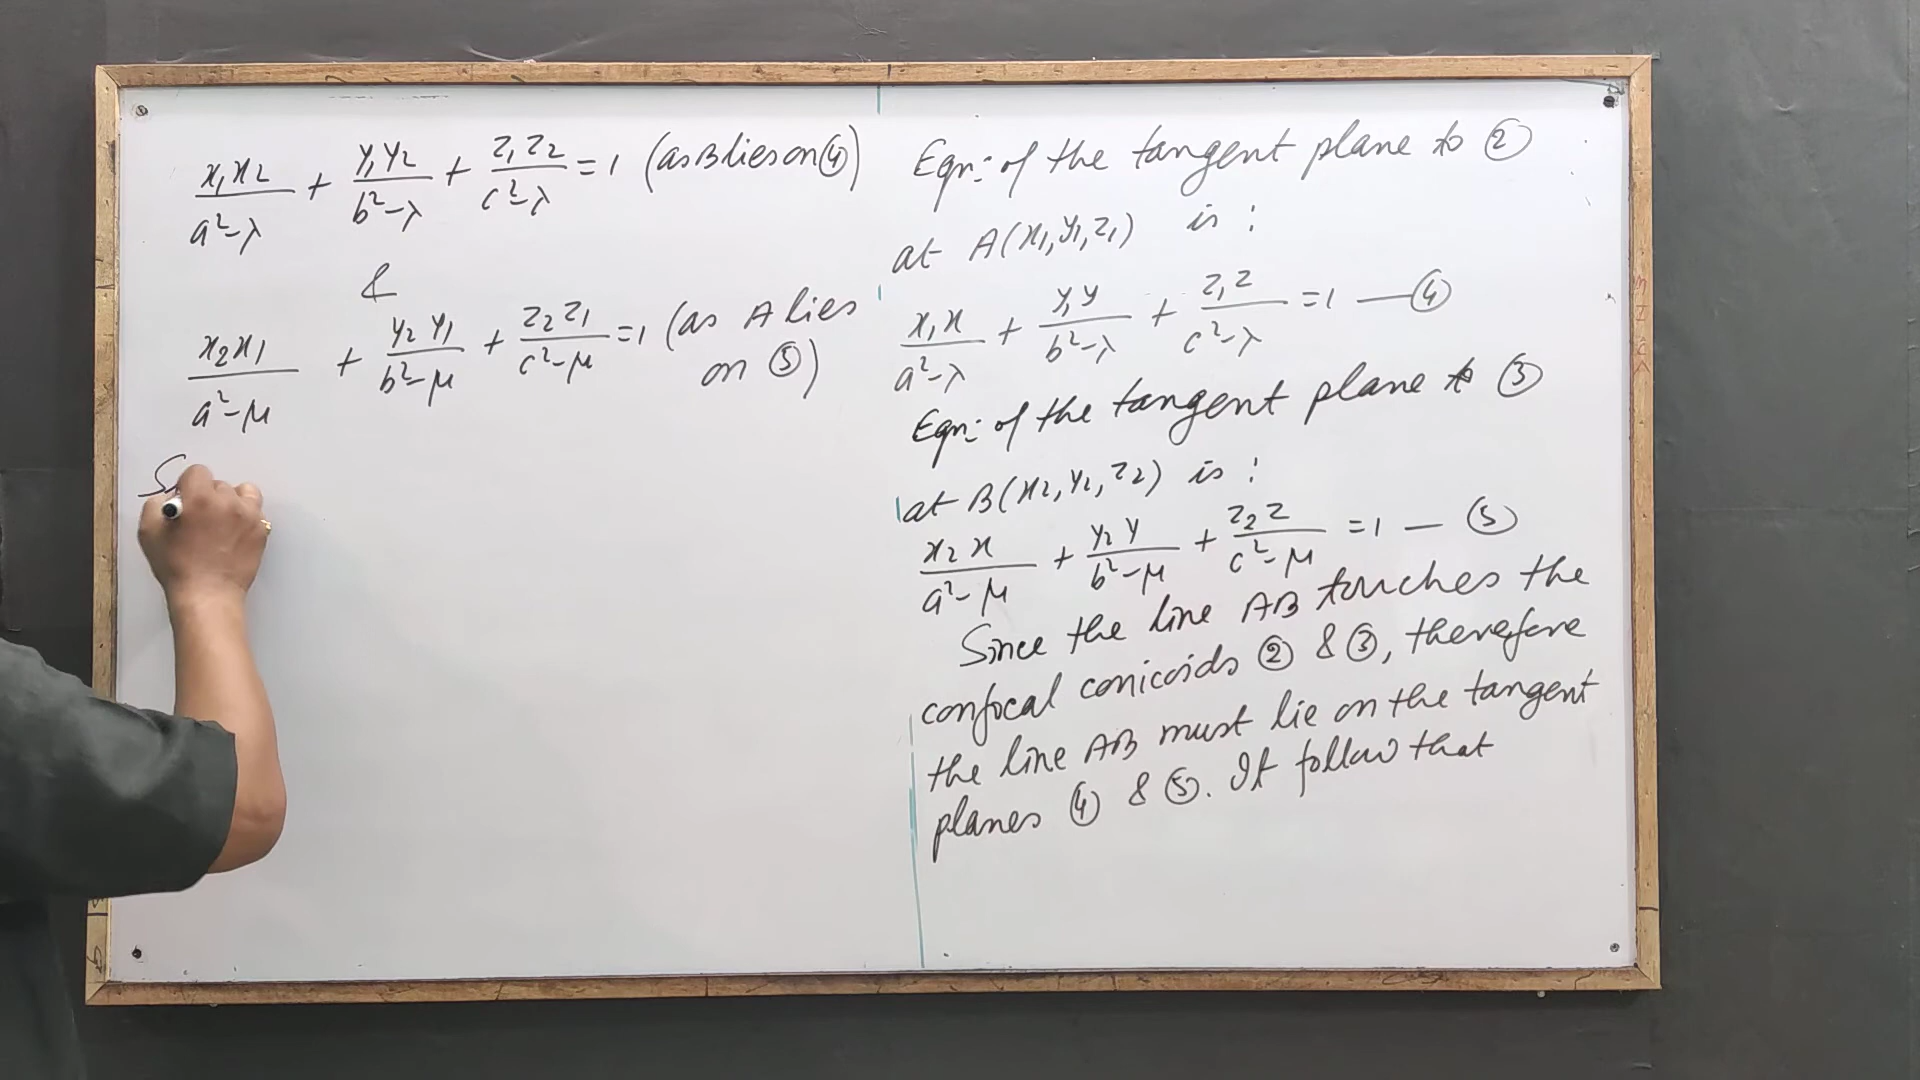 x₁x₂/(a²-λ) + y₁y₂/(b²-λ) + z₁z₂/(c²-λ) = 1 (as B lies on ④)
&
x₂x₁/(a²-μ) + y₂y₁/(b²-μ) + z₂z₁/(c²-μ) = 1 (as A lies
on ⑤)
Eqn: of the tangent plane to ②
at A(x₁,y₁,z₁) is :
x₁x/(a²-λ) + y₁y/(b²-λ) + z₁z/(c²-λ) = 1 — ④
Eqn: of the tangent plane to ③
at B(x₂,y₂,z₂) is :
x₂x/(a²-μ) + y₂y/(b²-μ) + z₂z/(c²-μ) = 1 — ⑤
Since the line AB touches the
confocal conicoids ② & ③, therefore
the line AB must lie on the tangent
planes ④ & ⑤. It follow that